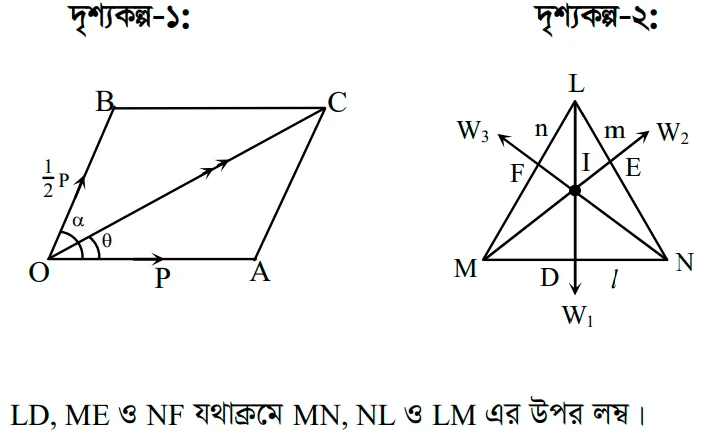 দৃশ্যকল্প-১: দৃশ্যকল্প-২:
B C
1/2 P
α
θ
O P A
L
W₃ n m W₂
F I E
M D l N
W₁
LD, ME ও NF যথাক্রমে MN, NL ও LM এর উপর লম্ব।